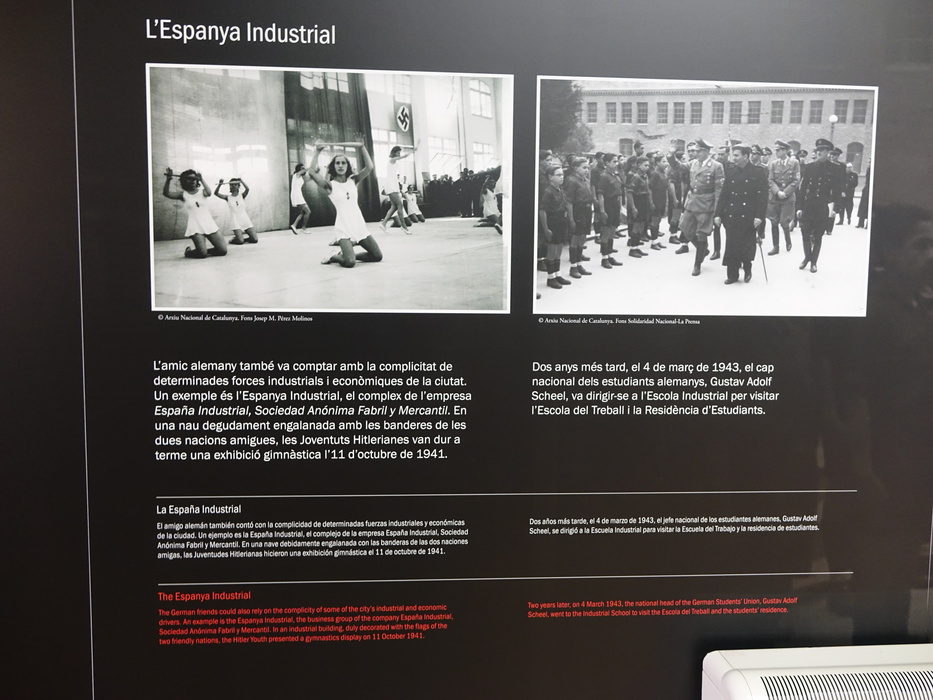 L'Espanya Industrial
© Arxiu Nacional de Catalunya. Fons Josep M. Pérez Molinos
© Arxiu Nacional de Catalunya. Fons Solidaridad Nacional-La Prensa
L'amic alemany també va comptar amb la complicitat de
determinades forces industrials i econòmiques de la ciutat.
Un exemple és l'Espanya Industrial, el complex de l'empresa
España Industrial, Sociedad Anónima Fabril y Mercantil. En
una nau degudament engalanada amb les banderes de les
dues nacions amigues, les Joventuts Hitlerianes van dur a
terme una exhibició gimnàstica l'11 d'octubre de 1941.
Dos anys més tard, el 4 de març de 1943, el cap
nacional dels estudiants alemanys, Gustav Adolf
Scheel, va dirigir-se a l'Escola Industrial per visitar
l'Escola del Treball i la Residència d'Estudiants.
La España Industrial
El amigo alemán también contó con la complicidad de determinadas fuerzas industriales y económicas
de la ciudad. Un ejemplo es la España Industrial, el complejo de la empresa España Industrial, Sociedad
Anónima Fabril y Mercantil. En una nave debidamente engalanada con las banderas de las dos naciones
amigas, las Juventudes Hitlerianas hicieron una exhibición gimnástica el 11 de octubre de 1941.
Dos años más tarde, el 4 de marzo de 1943, el jefe nacional de los estudiantes alemanes, Gustav Adolf
Scheel, se dirigió a la Escuela Industrial para visitar la Escuela del Trabajo y la residencia de estudiantes.
The Espanya Industrial
The German friends could also rely on the complicity of some of the city's industrial and economic
drivers. An example is the Espanya Industrial, the business group of the company España Industrial,
Sociedad Anónima Fabril y Mercantil. In an industrial building, duly decorated with the flags of the
two friendly nations, the Hitler Youth presented a gymnastics display on 11 October 1941.
Two years later, on 4 March 1943, the national head of the German Students' Union, Gustav Adolf
Scheel, went to the Industrial School to visit the Escola del Treball and the students' residence.